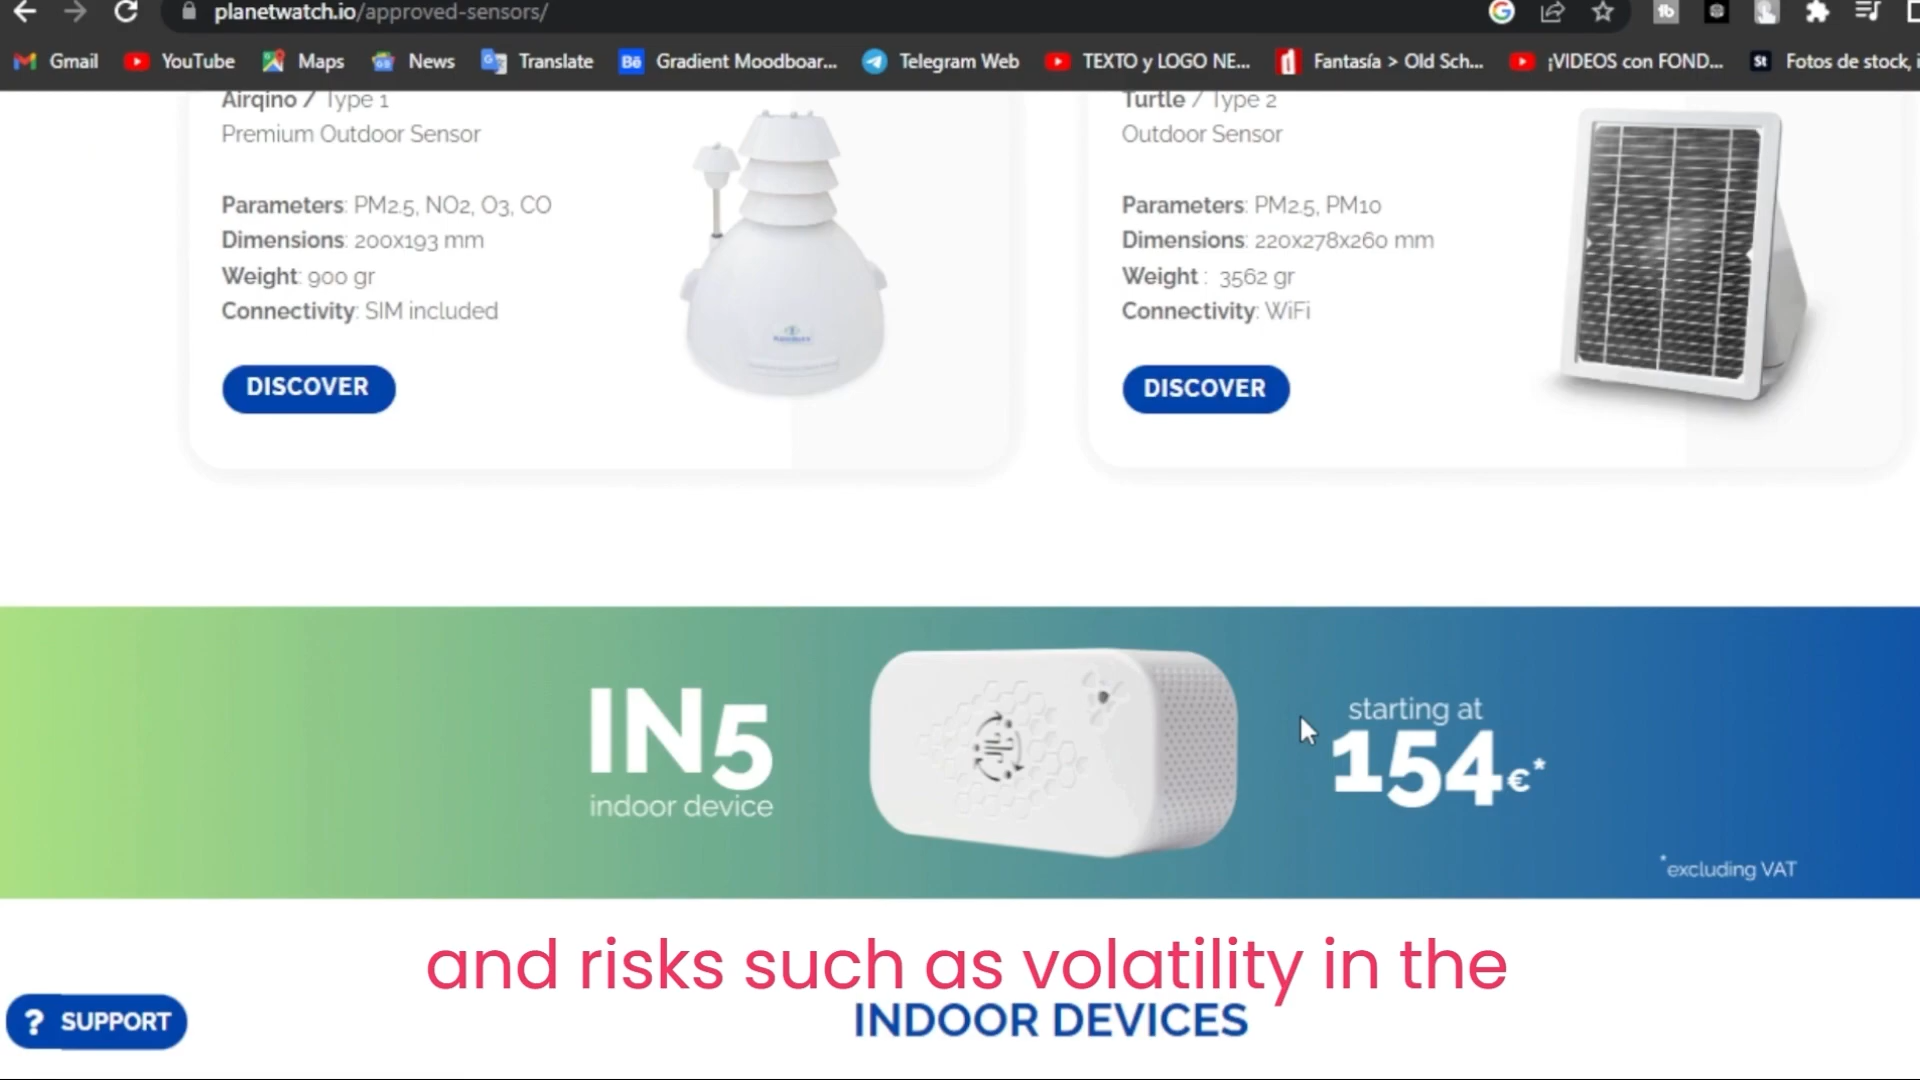 planetwatch.io/approved-sensors/
Gmail YouTube Maps News Translate Gradient Moodboar... Telegram Web TEXTO y LOGO NE... Fantasía > Old Sch... ¡VIDEOS con FOND... Fotos de stock, i
Airqino / Type 1
Premium Outdoor Sensor
Parameters: PM2.5, NO2, O3, CO
Dimensions: 200x193 mm
Weight: 900 gr
Connectivity: SIM included
DISCOVER
Turtle / Type 2
Outdoor Sensor
Parameters: PM2.5, PM10
Dimensions: 220x278x260 mm
Weight : 3562 gr
Connectivity: WiFi
DISCOVER
IN5
indoor device
starting at
154€*
*excluding VAT
and risks such as volatility in the
INDOOR DEVICES
? SUPPORT